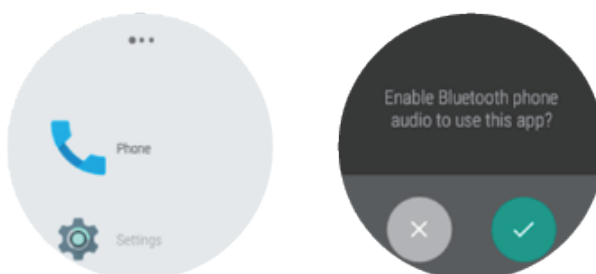 Phone
Settings
Enable Bluetooth phone
audio to use this app?